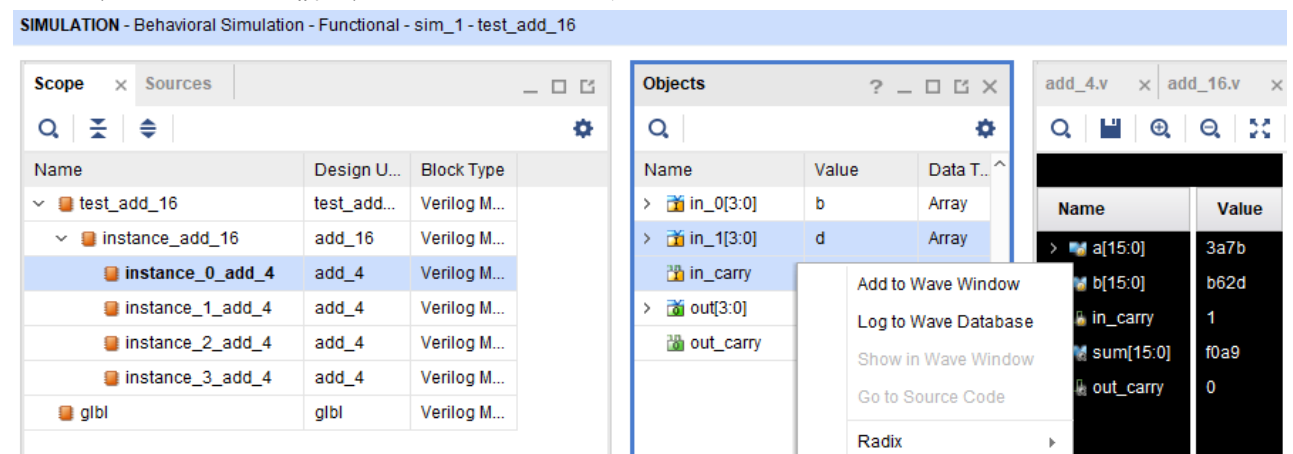 SIMULATION - Behavioral Simulation - Functional - sim_1 - test_add_16
Scope × Sources
Name Design U... Block Type
test_add_16 test_add... Verilog M...
instance_add_16 add_16 Verilog M...
instance_0_add_4 add_4 Verilog M...
instance_1_add_4 add_4 Verilog M...
instance_2_add_4 add_4 Verilog M...
instance_3_add_4 add_4 Verilog M...
glbl glbl Verilog M...
Objects ?
Name Value Data T..
in_0[3:0] b Array
in_1[3:0] d Array
in_carry
out[3:0]
out_carry
Add to Wave Window
Log to Wave Database
Show in Wave Window
Go to Source Code
Radix
add_4.v × add_16.v ×
Name Value
a[15:0] 3a7b
b[15:0] b62d
in_carry 1
sum[15:0] f0a9
out_carry 0